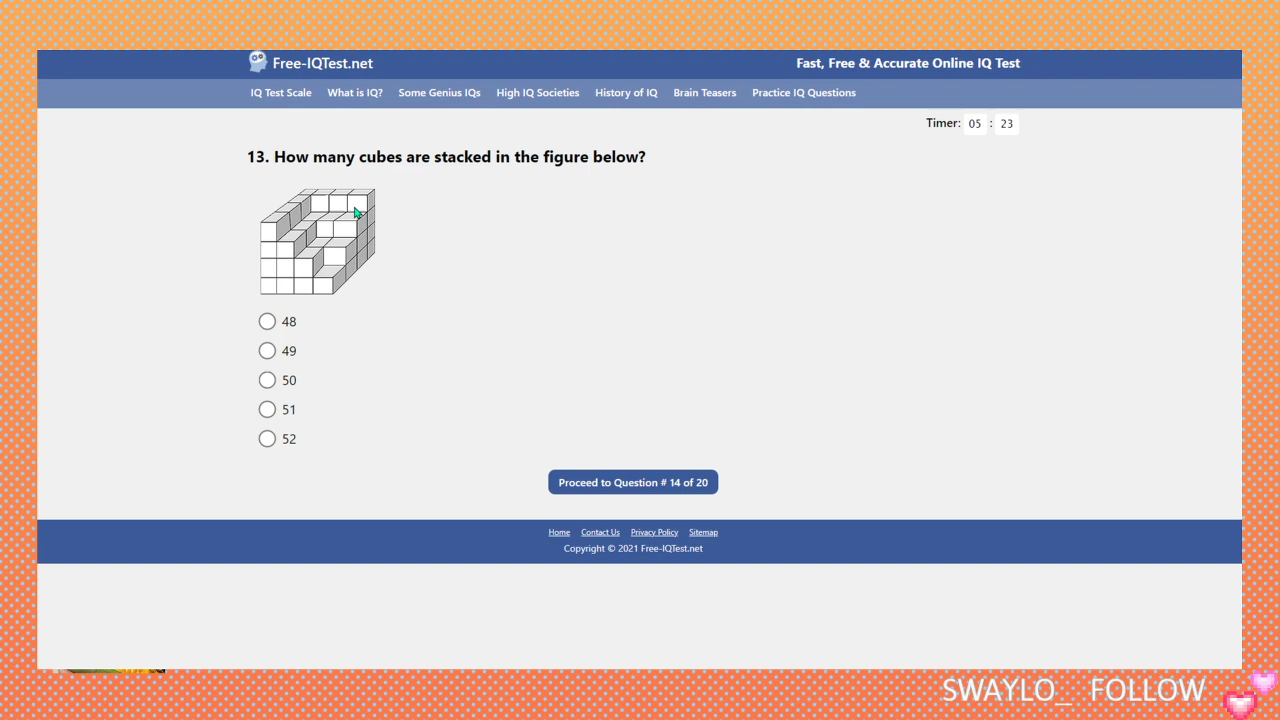 Free-IQTest.net
Fast, Free & Accurate Online IQ Test
IQ Test Scale What is IQ? Some Genius IQs High IQ Societies History of IQ Brain Teasers Practice IQ Questions
Timer: 05 : 23
13. How many cubes are stacked in the figure below?
48
49
50
51
52
Proceed to Question # 14 of 20
Home Contact Us Privacy Policy Sitemap
Copyright © 2021 Free-IQTest.net
SWAYLO_ FOLLOW